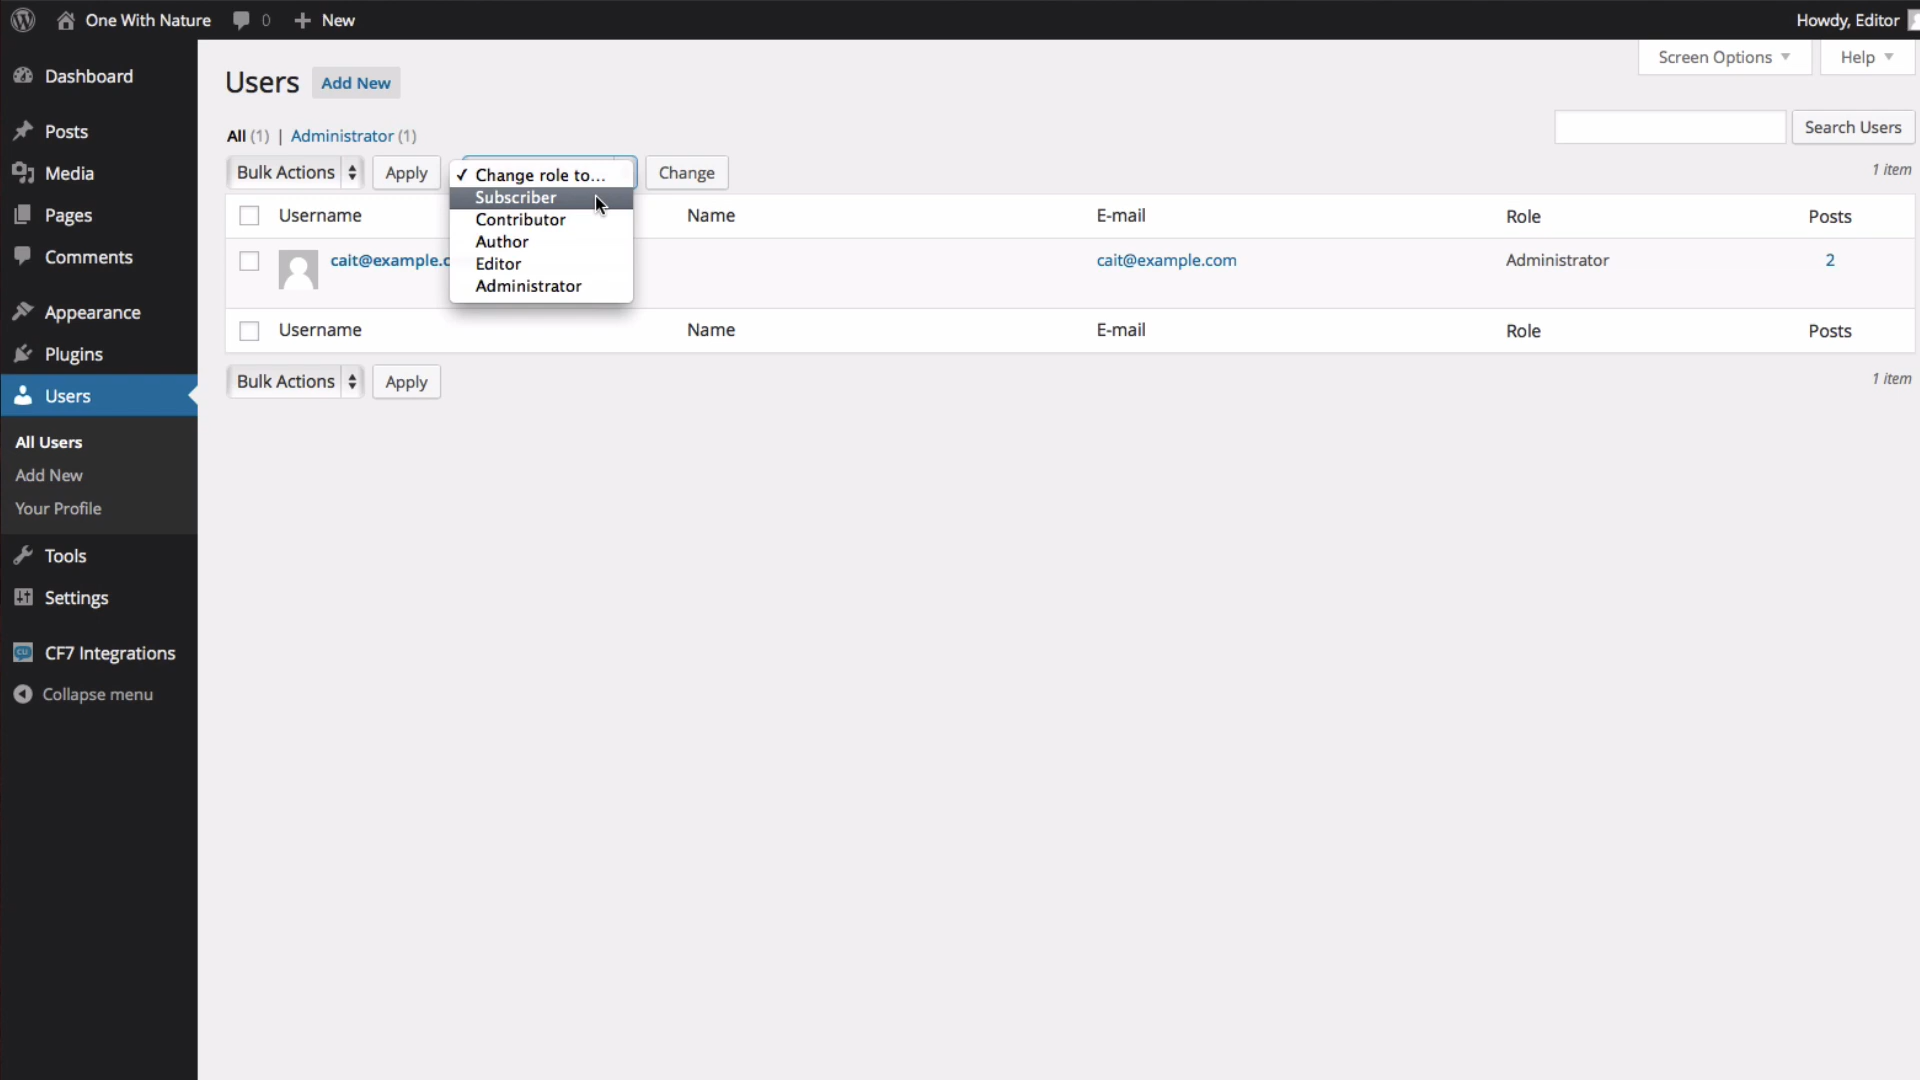 One With Nature 0 New Howdy, Editor
Screen Options Help
Dashboard
Posts
Media
Pages
Comments
Appearance
Plugins
Users
All Users
Add New
Your Profile
Tools
Settings
CF7 Integrations
Collapse menu
Users Add New
All (1) | Administrator (1)
Search Users
Bulk Actions Apply Change
1 item
✓ Change role to...
Subscriber
Contributor
Author
Editor
Administrator
Username Name E-mail Role Posts
cait@example.c cait@example.com Administrator 2
Username Name E-mail Role Posts
Bulk Actions Apply
1 item